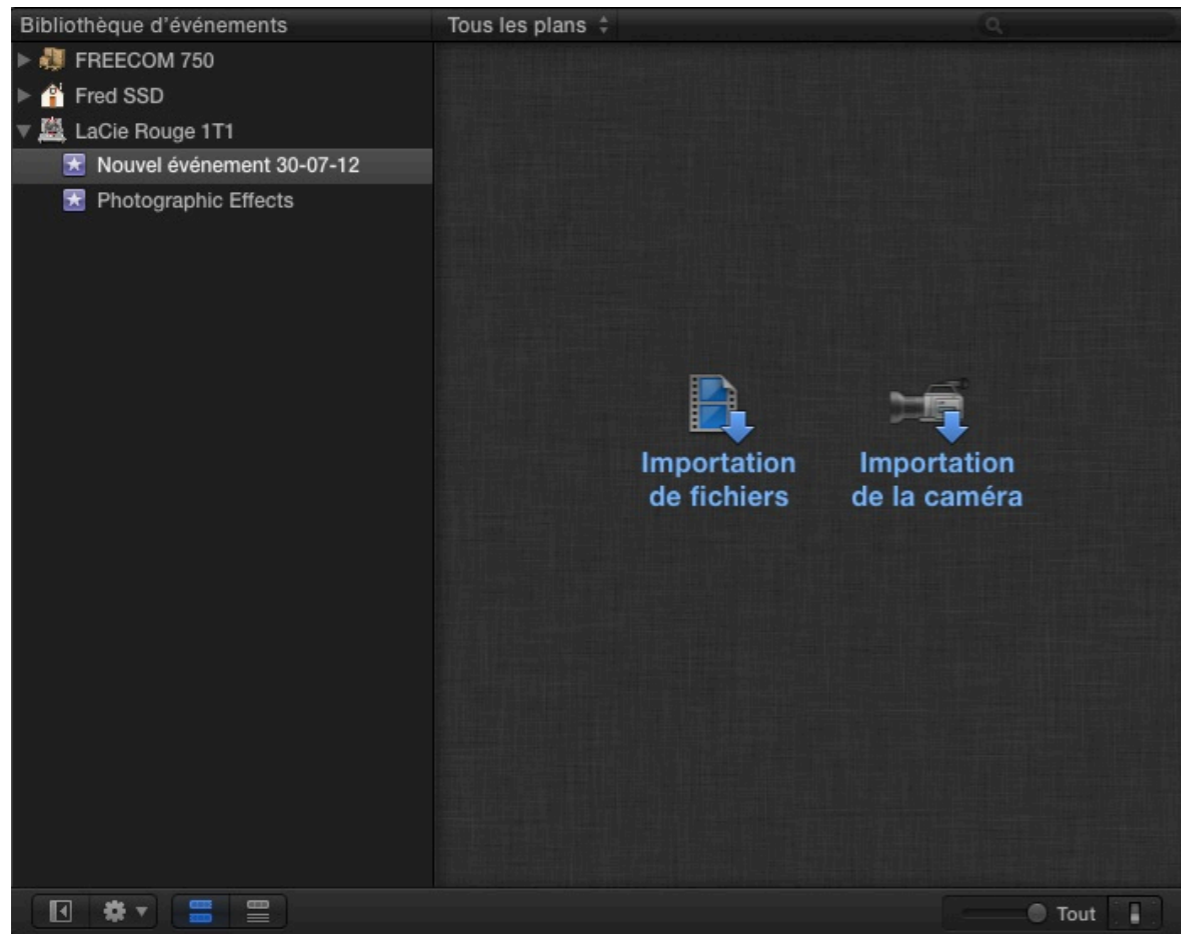 Bibliothèque d'événements
Tous les plans
FREECOM 750
Fred SSD
LaCie Rouge 1T1
Nouvel événement 30-07-12
Photographic Effects
Importation
de fichiers
Importation
de la caméra
Tout